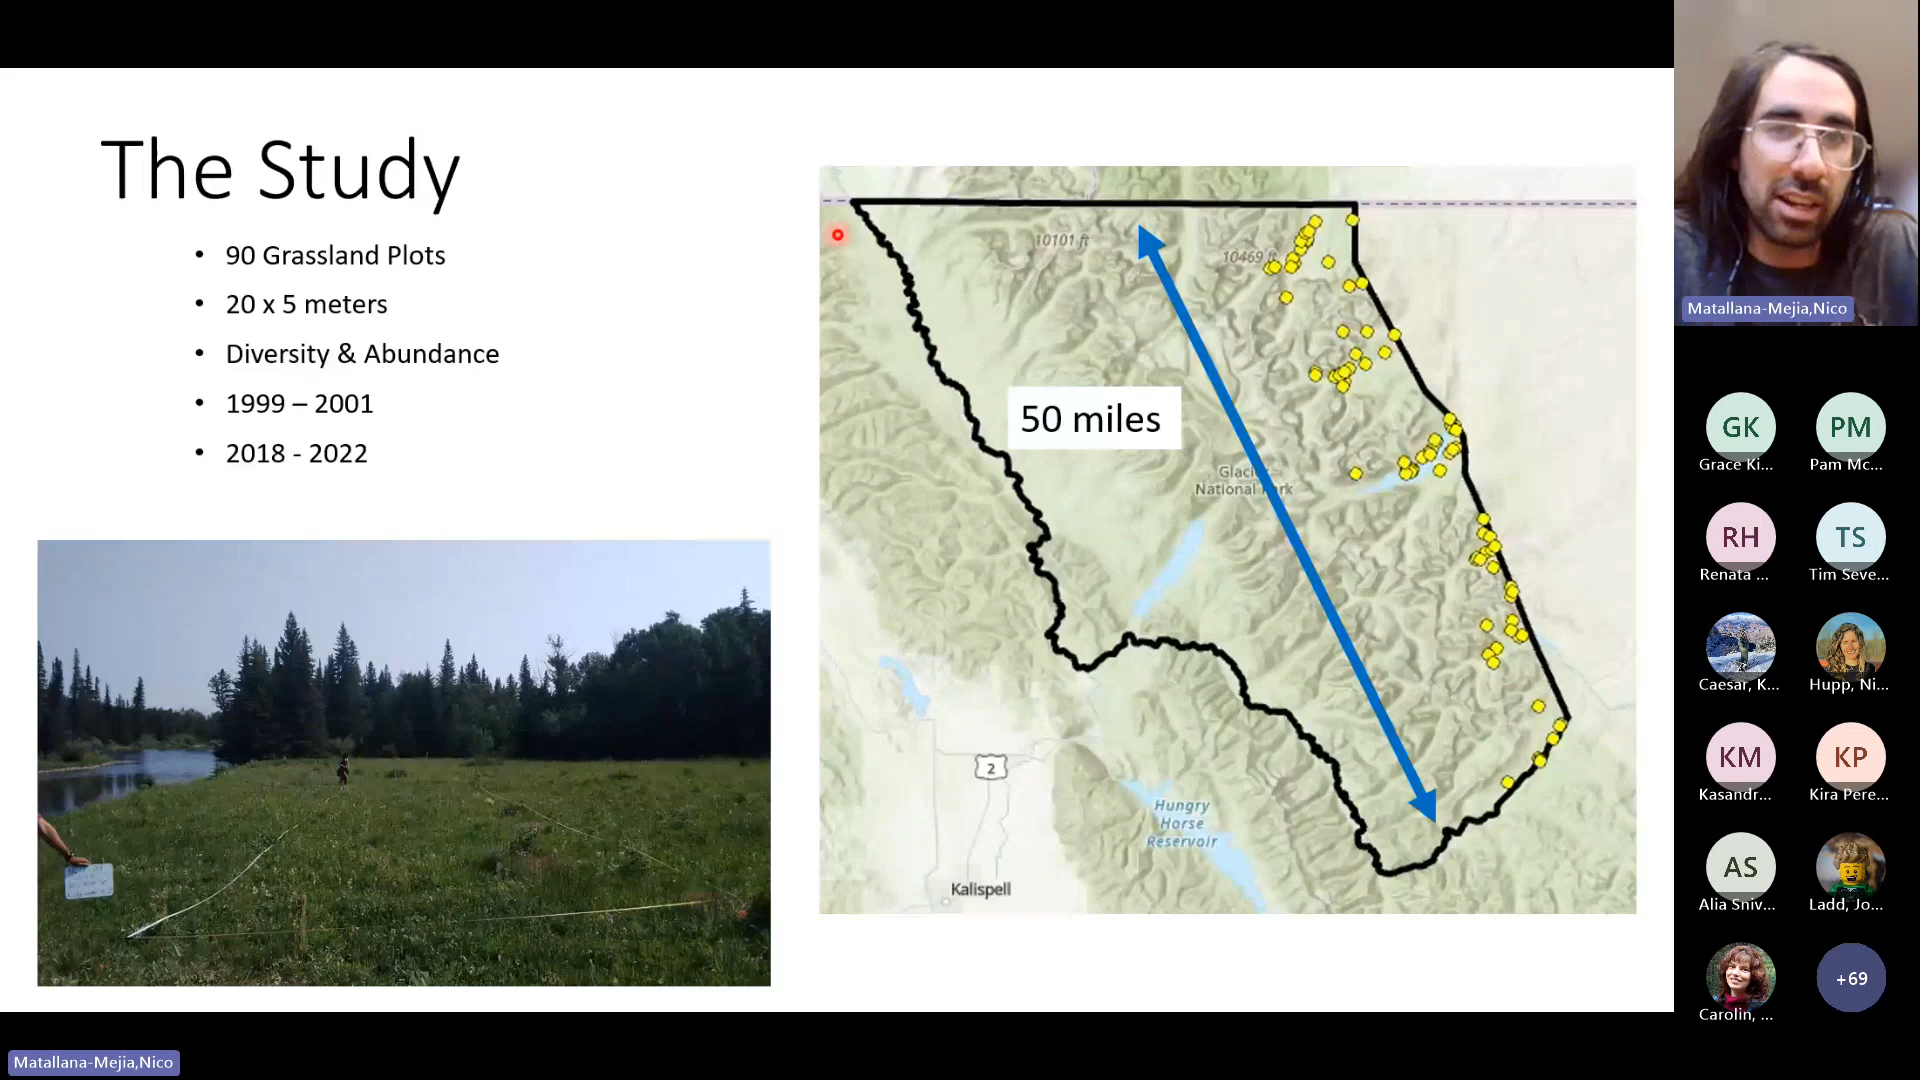 The Study
• 90 Grassland Plots
• 20 x 5 meters
• Diversity & Abundance
• 1999 – 2001
• 2018 - 2022
10101 ft
10469 ft
50 miles
Glacier
National Park
2
Hungry
Horse
Reservoir
Kalispell
Matallana-Mejia,Nico
GK
Grace Ki...
PM
Pam Mc...
RH
Renata ...
TS
Tim Seve...
Caesar, K...
Hupp, Ni...
KM
Kasandr...
KP
Kira Pere...
AS
Alia Sniv...
Ladd, Jo...
Carolin, ...
+69
Matallana-Mejia,Nico